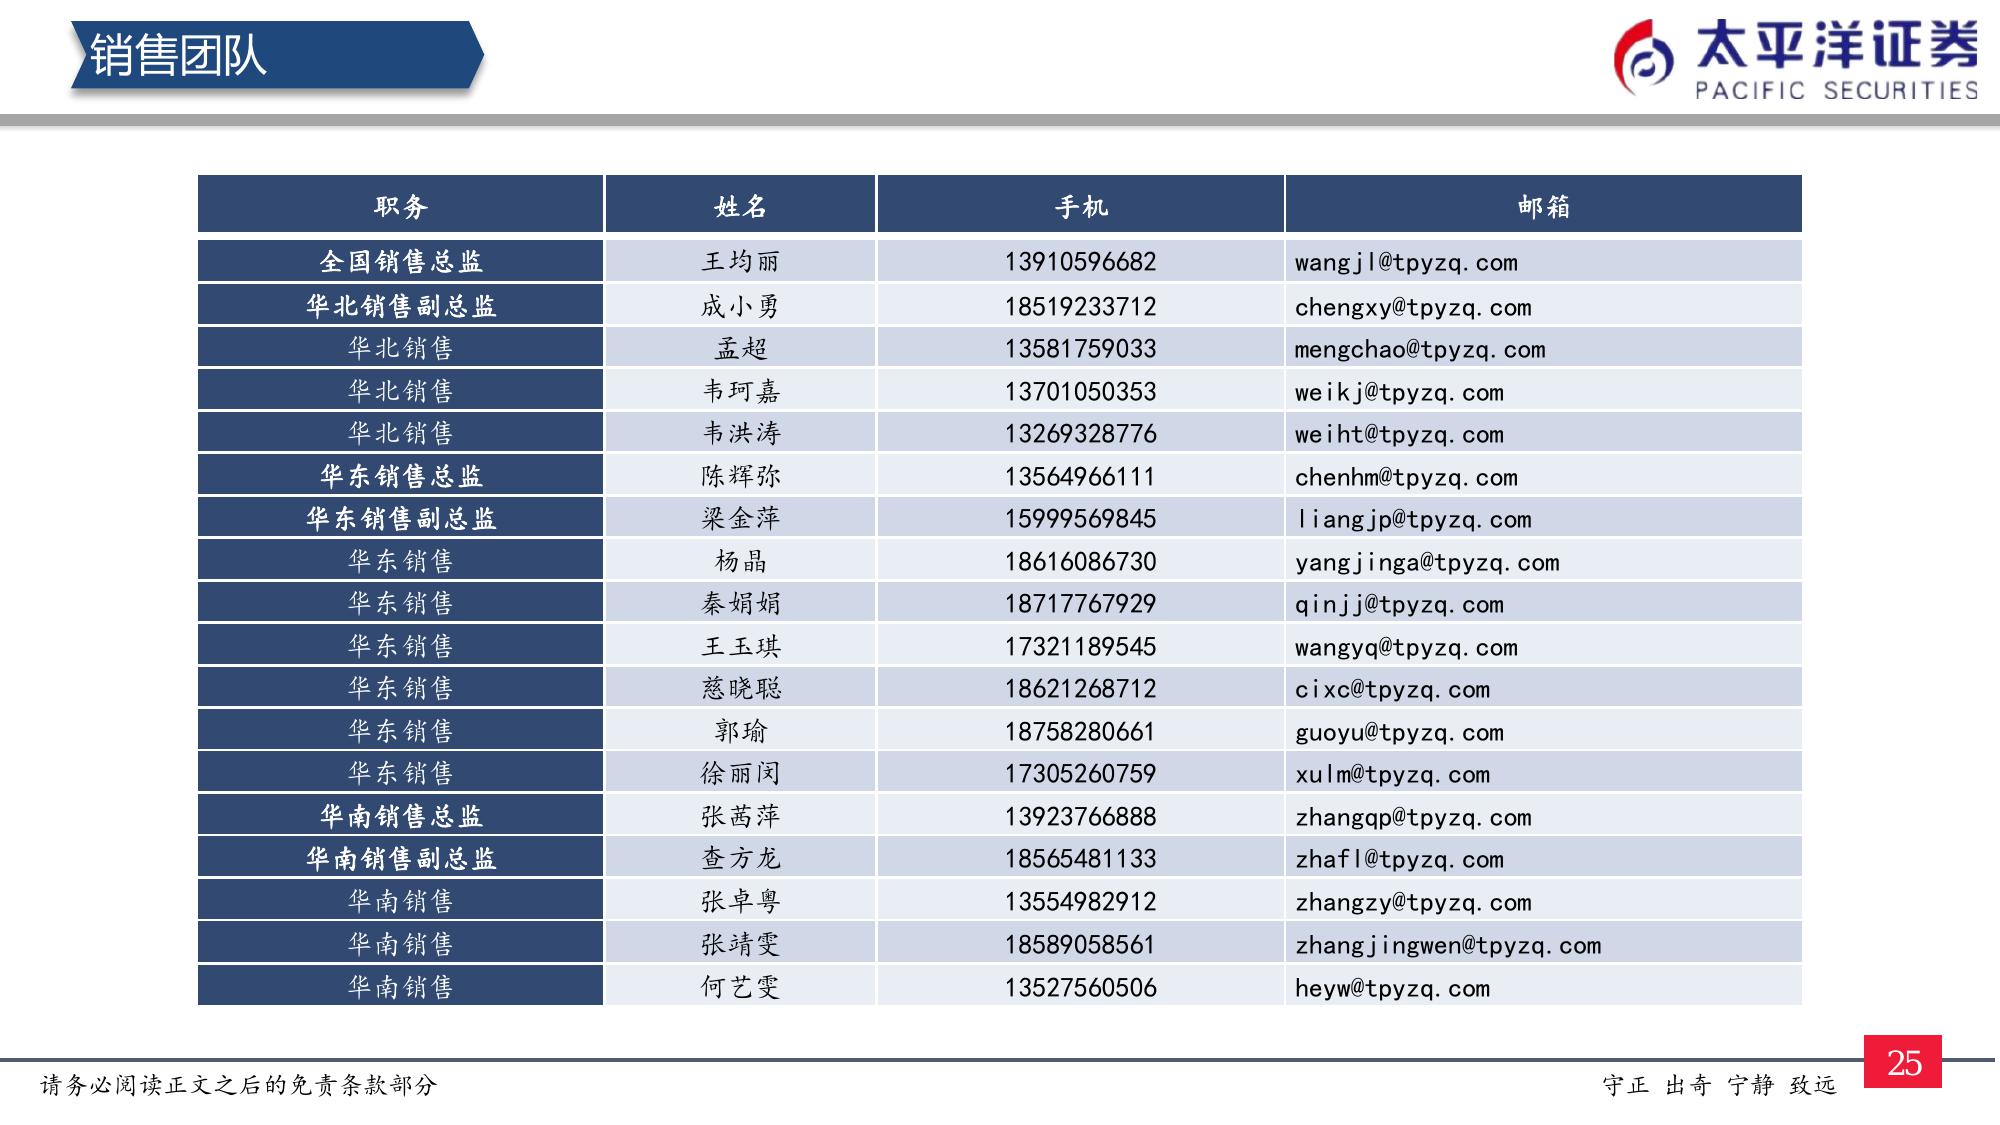 销售团队
太平洋证券
PACIFIC SECURITIES
职务 姓名 手机 邮箱
全国销售总监 王均丽 13910596682 wangjl@tpyzq.com
华北销售副总监 成小勇 18519233712 chengxy@tpyzq.com
华北销售 孟超 13581759033 mengchao@tpyzq.com
华北销售 韦珂嘉 13701050353 weikj@tpyzq.com
华北销售 韦洪涛 13269328776 weiht@tpyzq.com
华东销售总监 陈辉弥 13564966111 chenhm@tpyzq.com
华东销售副总监 梁金萍 15999569845 liangjp@tpyzq.com
华东销售 杨晶 18616086730 yangjinga@tpyzq.com
华东销售 秦娟娟 18717767929 qinjj@tpyzq.com
华东销售 王玉琪 17321189545 wangyq@tpyzq.com
华东销售 慈晓聪 18621268712 cixc@tpyzq.com
华东销售 郭瑜 18758280661 guoyu@tpyzq.com
华东销售 徐丽闵 17305260759 xulm@tpyzq.com
华南销售总监 张茜萍 13923766888 zhangqp@tpyzq.com
华南销售副总监 查方龙 18565481133 zhafl@tpyzq.com
华南销售 张卓粤 13554982912 zhangzy@tpyzq.com
华南销售 张靖雯 18589058561 zhangjingwen@tpyzq.com
华南销售 何艺雯 13527560506 heyw@tpyzq.com
请务必阅读正文之后的免责条款部分
守正 出奇 宁静 致远
25